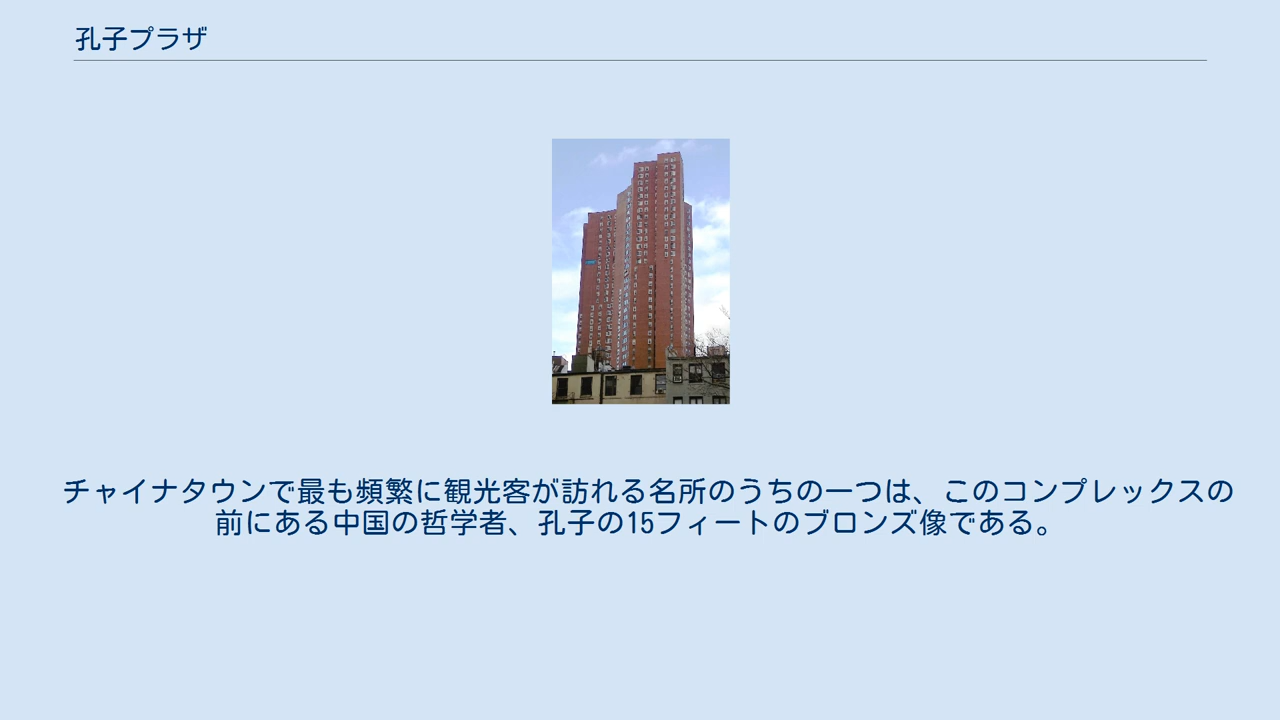 孔子プラザ
チャイナタウンで最も頻繁に観光客が訪れる名所のうちの一つは、このコンプレックスの
前にある中国の哲学者、孔子の15フィートのブロンズ像である。